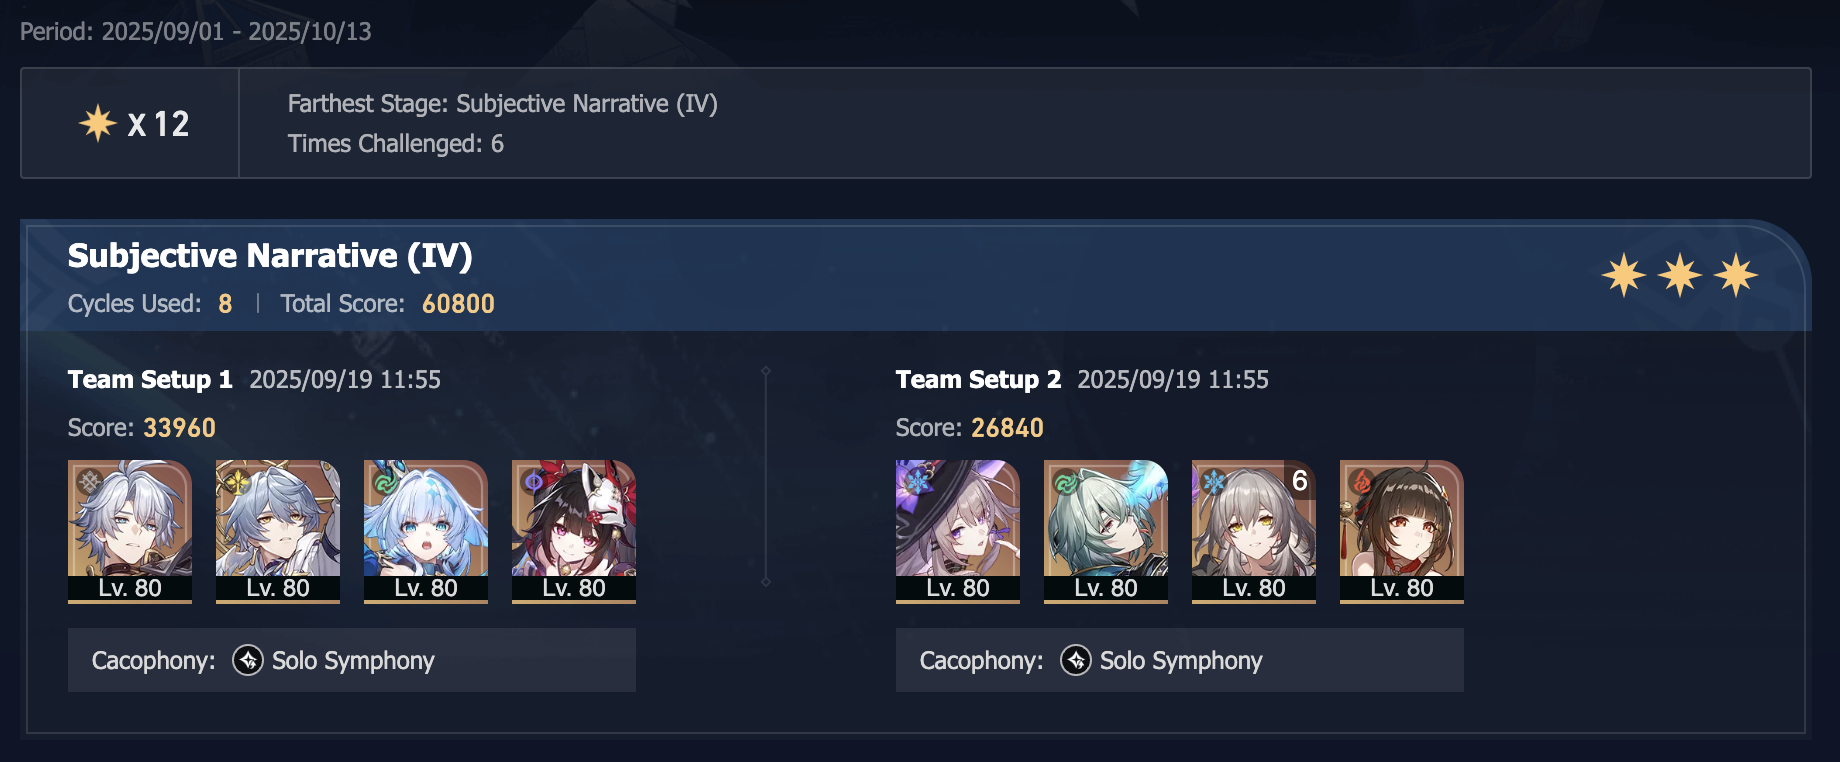 Period: 2025/09/01 - 2025/10/13
x 12
Farthest Stage: Subjective Narrative (IV)
Times Challenged: 6
Subjective Narrative (IV)
Cycles Used: 8 | Total Score: 60800
Team Setup 1 2025/09/19 11:55
Score: 33960
Lv. 80
Lv. 80
Lv. 80
Lv. 80
Cacophony: Solo Symphony
Team Setup 2 2025/09/19 11:55
Score: 26840
6
Lv. 80
Lv. 80
Lv. 80
Lv. 80
Cacophony: Solo Symphony